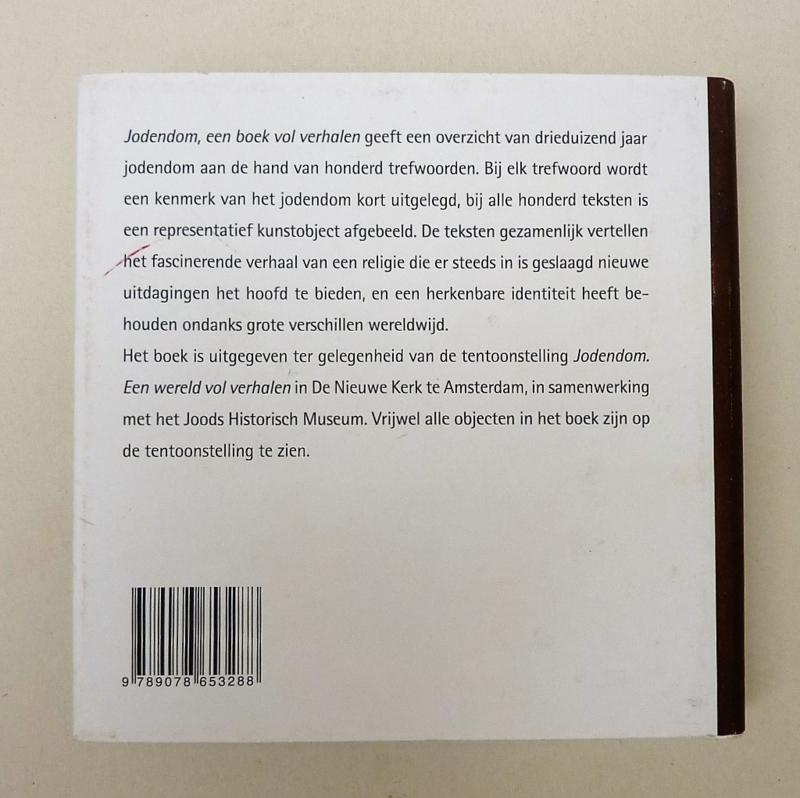 Jodendom, een boek vol verhalen geeft een overzicht van drieduizend jaar
jodendom aan de hand van honderd trefwoorden. Bij elk trefwoord wordt
een kenmerk van het jodendom kort uitgelegd, bij alle honderd teksten is
een representatief kunstobject afgebeeld. De teksten gezamenlijk vertellen
het fascinerende verhaal van een religie die er steeds in is geslaagd nieuwe
uitdagingen het hoofd te bieden, en een herkenbare identiteit heeft be-
houden ondanks grote verschillen wereldwijd.
Het boek is uitgegeven ter gelegenheid van de tentoonstelling Jodendom.
Een wereld vol verhalen in De Nieuwe Kerk te Amsterdam, in samenwerking
met het Joods Historisch Museum. Vrijwel alle objecten in het boek zijn op
de tentoonstelling te zien.
9 789078 653288